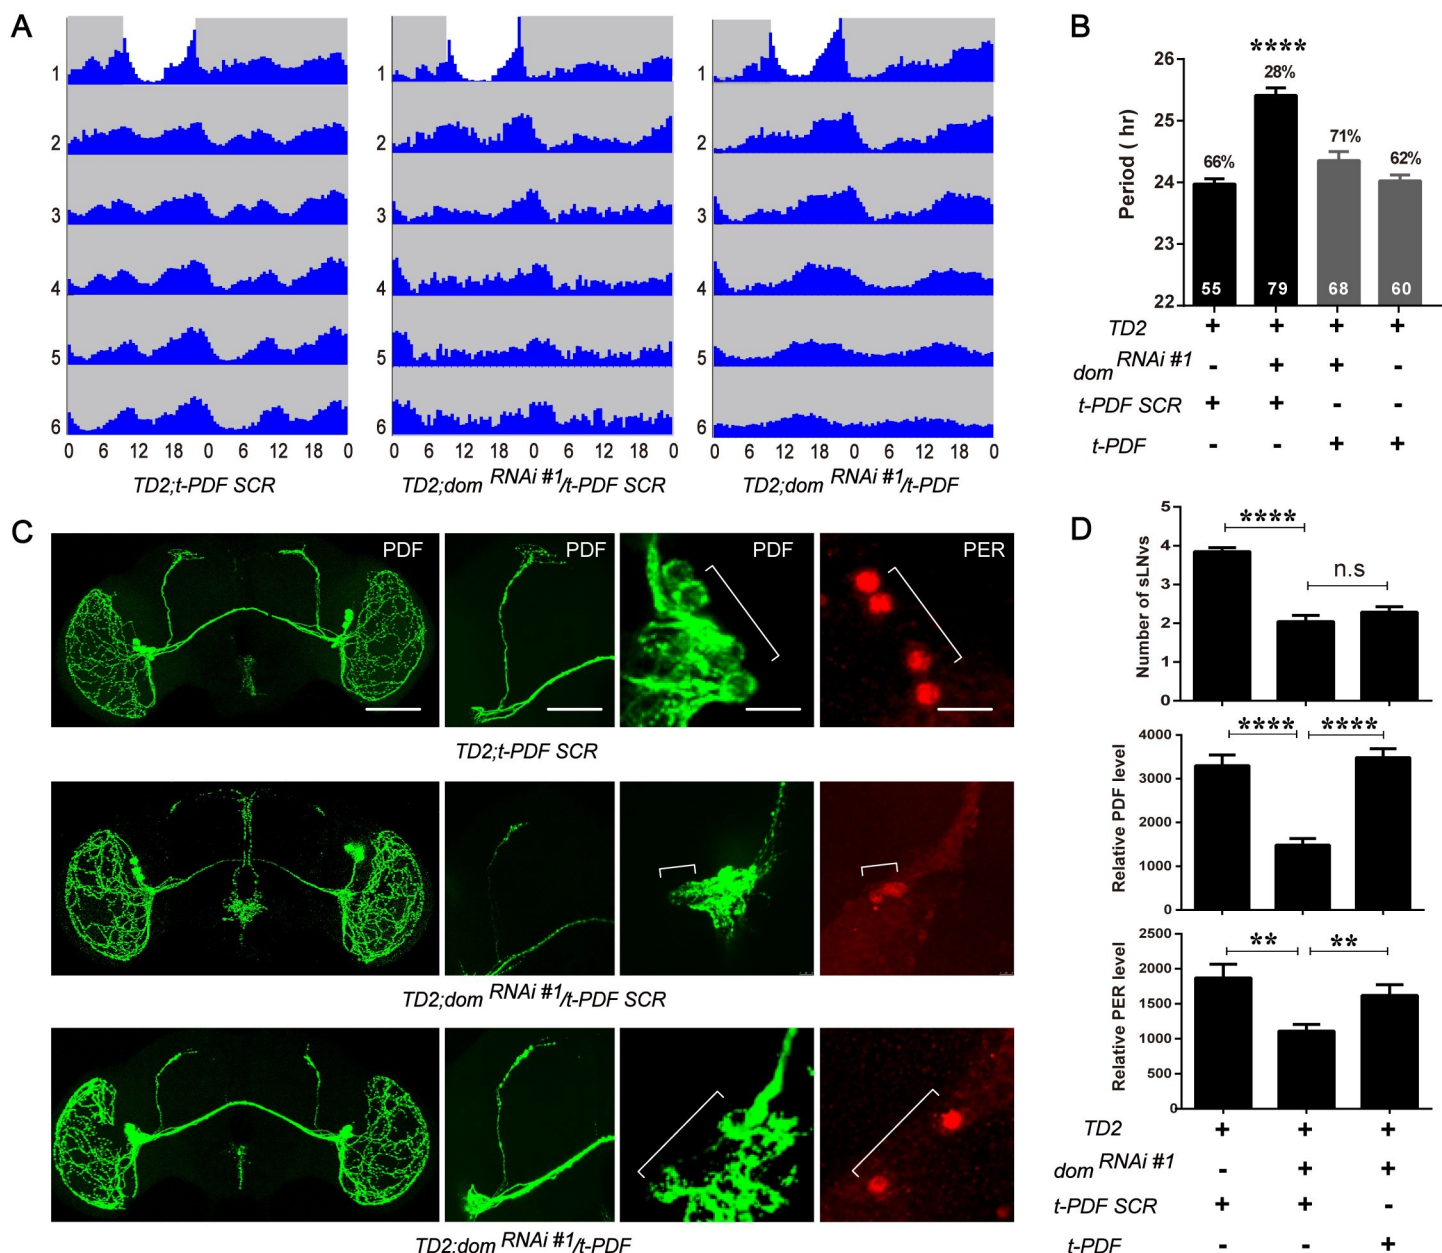 A
1
2
3
4
5
6
0 6 12 18 0 6 12 18 0
TD2;t-PDF SCR
1
2
3
4
5
6
0 6 12 18 0 6 12 18 0
TD2;dom RNAi #1/t-PDF SCR
1
2
3
4
5
6
0 6 12 18 0 6 12 18 0
TD2;dom RNAi #1/t-PDF
B
Period ( hr)
26
25
24
23
22
****
66% 28% 71% 62%
55 79 68 60
TD2 + + + +
dom RNAi #1 - + + -
t-PDF SCR + + - -
t-PDF - - + +
C
PDF PDF PDF PER
TD2;t-PDF SCR
TD2;dom RNAi #1/t-PDF SCR
TD2;dom RNAi #1/t-PDF
D
Number of sLNvs
5
4
3
2
1
0
****
n.s
Relative PDF level
4000
3000
2000
1000
0
**** ****
Relative PER level
2500
2000
1500
1000
500
0
** **
TD2 + + +
dom RNAi #1 - + +
t-PDF SCR + + -
t-PDF - - +